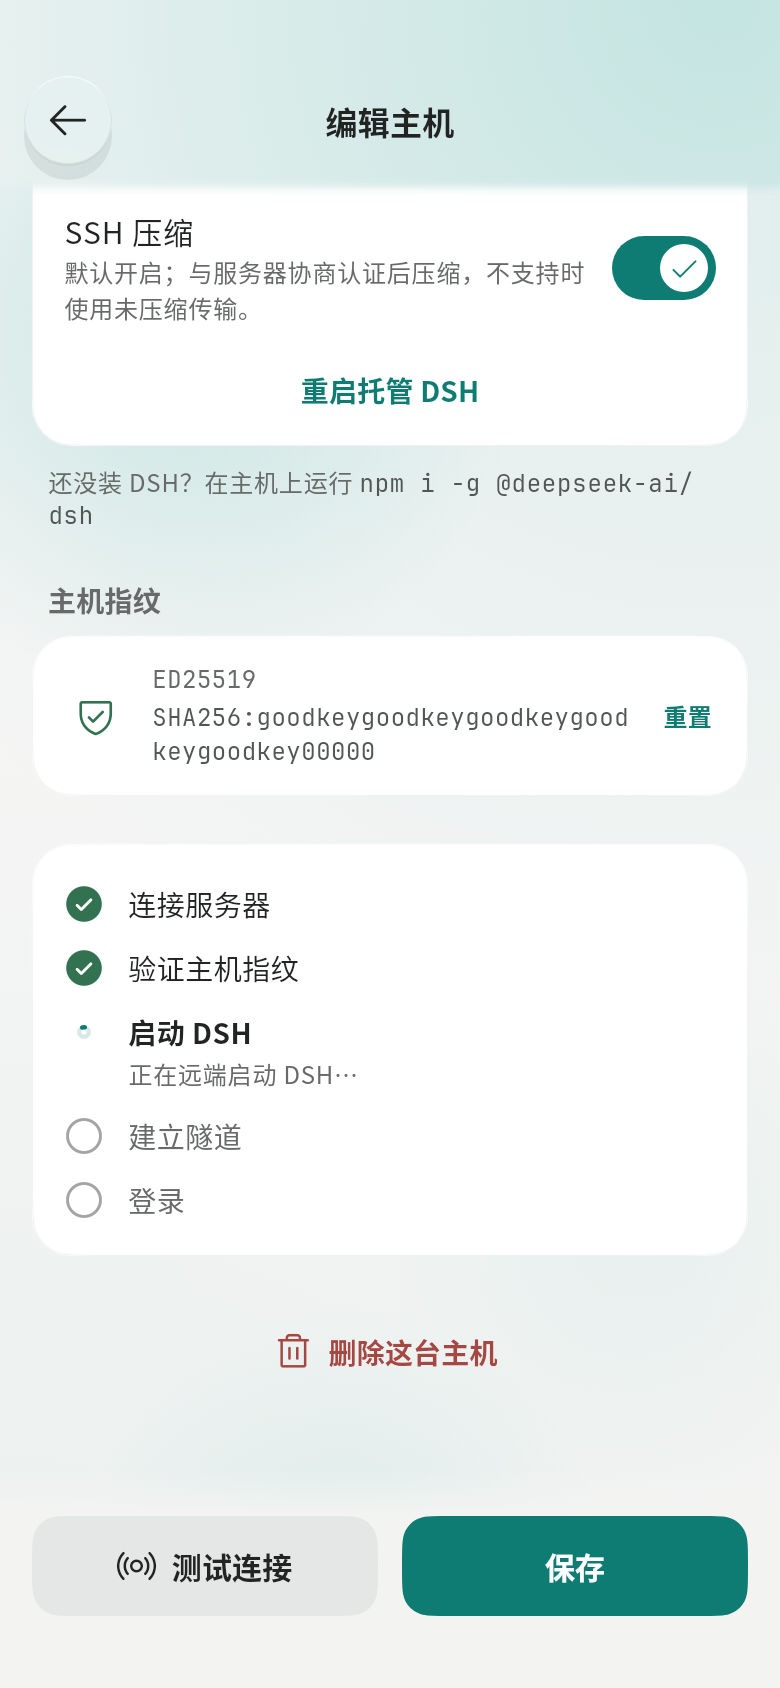 编辑主机
SSH 压缩
默认开启；与服务器协商认证后压缩，不支持时
使用未压缩传输。
重启托管 DSH
还没装 DSH？在主机上运行 npm i -g @deepseek-ai/
dsh
主机指纹
ED25519
SHA256:goodkeygoodkeygoodkeygood
keygoodkey00000
重置
连接服务器
验证主机指纹
启动 DSH
正在远端启动 DSH…
建立隧道
登录
删除这台主机
测试连接
保存